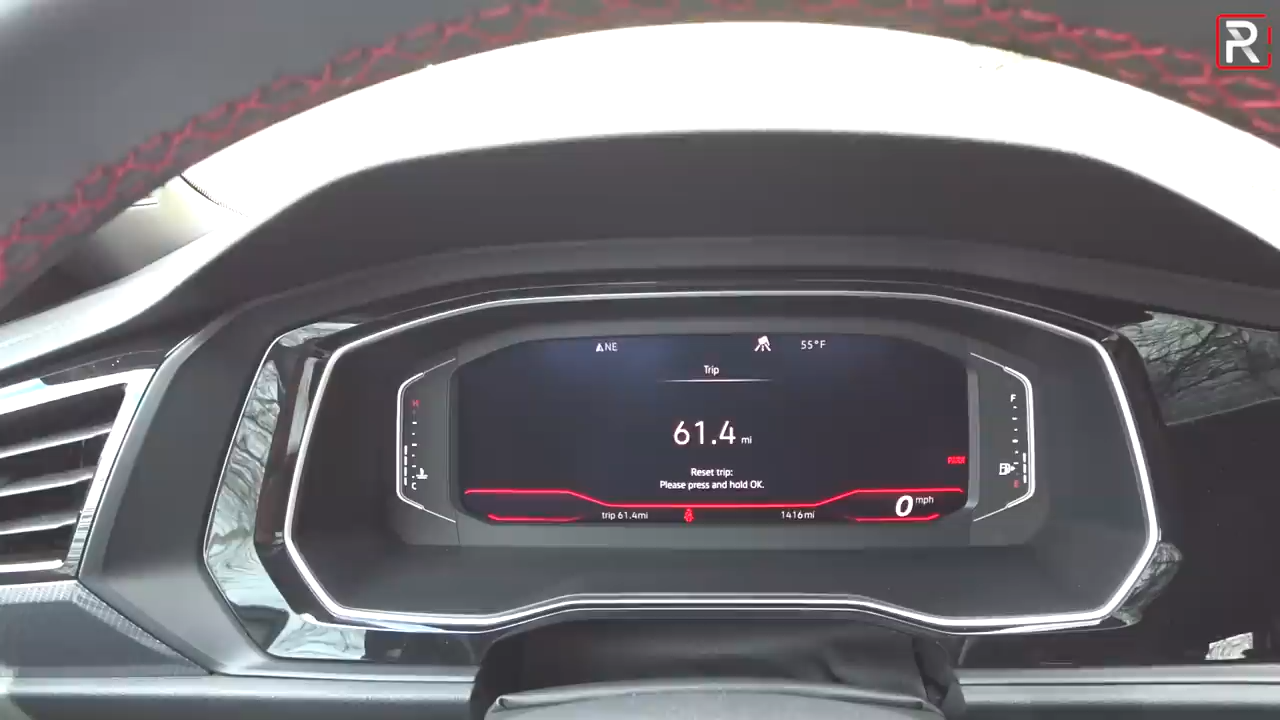 R
NE
55°F
Trip
61.4 mi
Reset trip:
Please press and hold OK.
trip 61.4mi
1416mi
0 mph
H
C
F
E